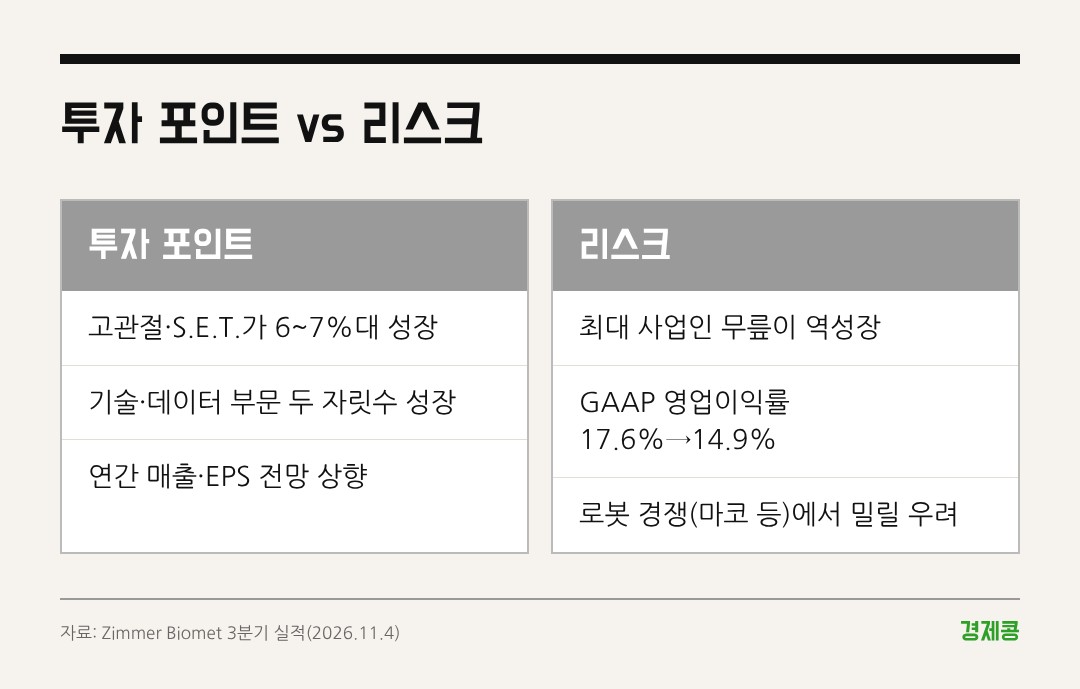 투자 포인트 vs 리스크
투자 포인트
고관절·S.E.T.가 6~7%대 성장
기술·데이터 부문 두 자릿수 성장
연간 매출·EPS 전망 상향
리스크
최대 사업인 무릎이 역성장
GAAP 영업이익률
17.6%→14.9%
로봇 경쟁(마코 등)에서 밀릴 우려
자료: Zimmer Biomet 3분기 실적(2026.11.4)
경제콩